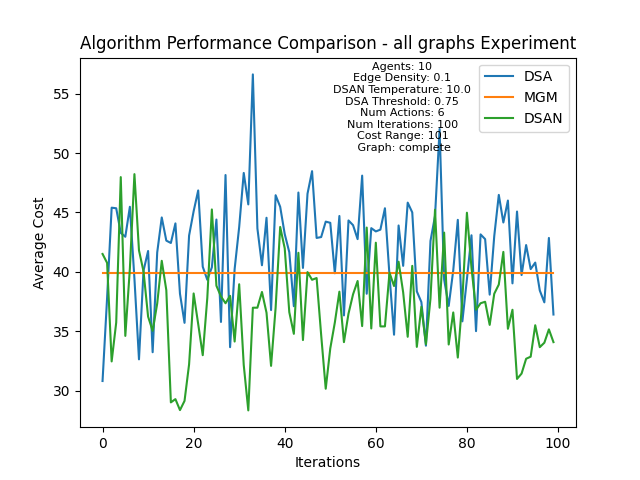 Algorithm Performance Comparison - all graphs Experiment
Agents: 10
Edge Density: 0.1
DSAN Temperature: 10.0
DSA Threshold: 0.75
Num Actions: 6
Num Iterations: 100
Cost Range: 101
Graph: complete
DSA
MGM
DSAN
Average Cost
55
50
45
40
35
30
0 20 40 60 80 100
Iterations